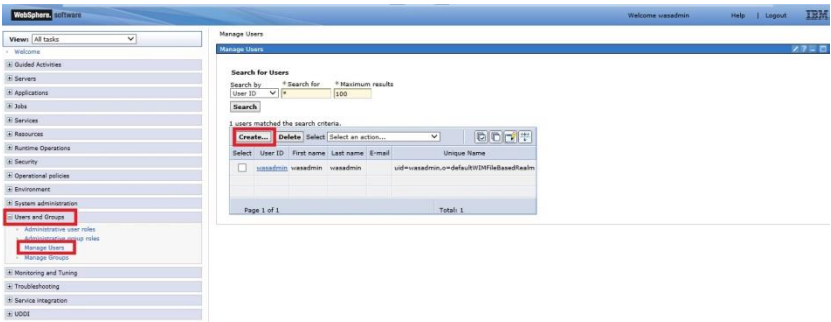 WebSphere. software
Welcome wasadmin
Help | Logout
IBM
View: All tasks
Welcome
Guided Activities
Servers
Applications
Jobs
Services
Resources
Runtime Operations
Security
Operational policies
Environment
System administration
Users and Groups
Administrative user roles
Administrative group roles
Manage Users
Manage Groups
Monitoring and Tuning
Troubleshooting
Service integration
UDDI
Manage Users
Manage Users
Search for Users
Search by * Search for * Maximum results
User ID * 100
Search
1 users matched the search criteria.
Create... Delete Select Select an action...
Select User ID First name Last name E-mail Unique Name
wasadmin wasadmin wasadmin uid=wasadmin,o=defaultWIMFileBasedRealm
Page 1 of 1 Total: 1